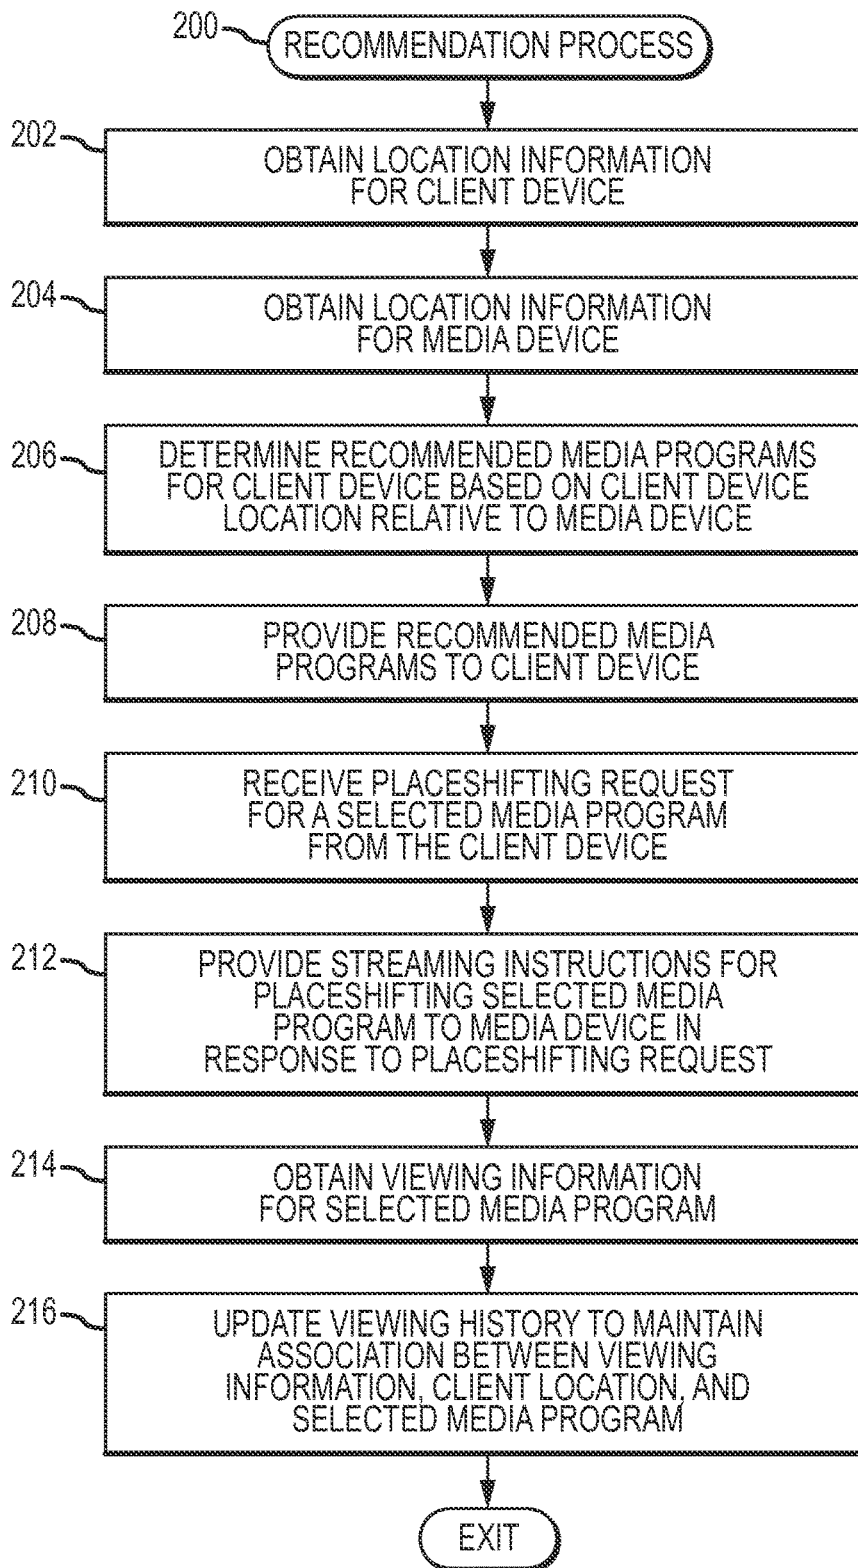 200
RECOMMENDATION PROCESS
202
OBTAIN LOCATION INFORMATION
FOR CLIENT DEVICE
204
OBTAIN LOCATION INFORMATION
FOR MEDIA DEVICE
206
DETERMINE RECOMMENDED MEDIA PROGRAMS
FOR CLIENT DEVICE BASED ON CLIENT DEVICE
LOCATION RELATIVE TO MEDIA DEVICE
208
PROVIDE RECOMMENDED MEDIA
PROGRAMS TO CLIENT DEVICE
210
RECEIVE PLACESHIFTING REQUEST
FOR A SELECTED MEDIA PROGRAM
FROM THE CLIENT DEVICE
212
PROVIDE STREAMING INSTRUCTIONS FOR
PLACESHIFTING SELECTED MEDIA
PROGRAM TO MEDIA DEVICE IN
RESPONSE TO PLACESHIFTING REQUEST
214
OBTAIN VIEWING INFORMATION
FOR SELECTED MEDIA PROGRAM
216
UPDATE VIEWING HISTORY TO MAINTAIN
ASSOCIATION BETWEEN VIEWING
INFORMATION, CLIENT LOCATION, AND
SELECTED MEDIA PROGRAM
EXIT